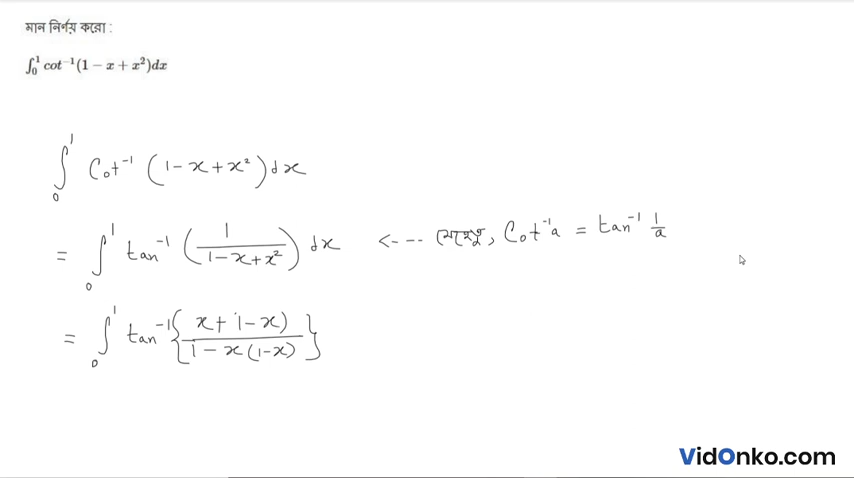 মান নির্ণয় করো :
∫₀¹ cot⁻¹(1 − x + x²)dx
∫₀¹ Cot⁻¹ (1 − x + x²) dx
= ∫₀¹ tan⁻¹ (1/(1 − x + x²)) dx <--- যেহেতু, Cot⁻¹a = tan⁻¹ 1/a
= ∫₀¹ tan⁻¹{(x + 1 − x)/(1 − x(1−x))}
VidOnko.com